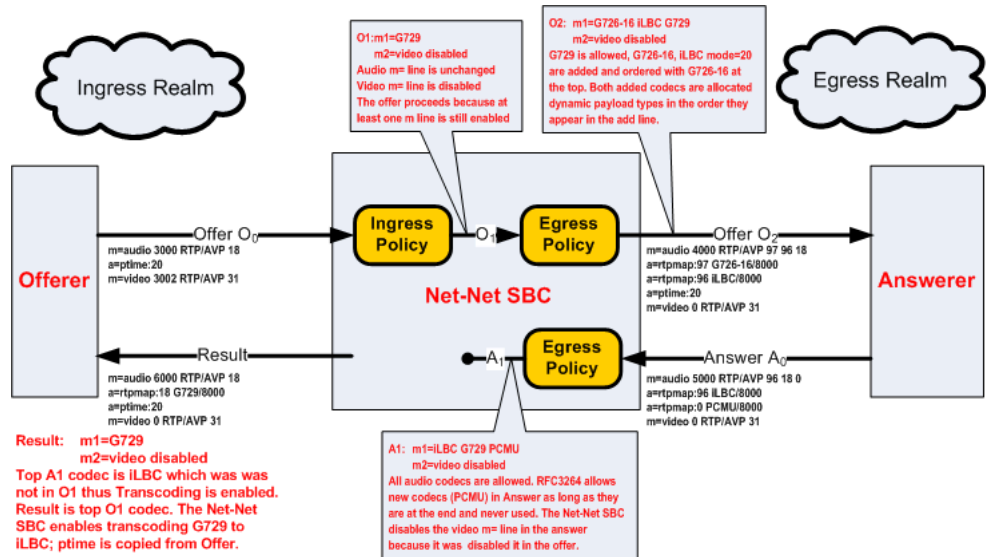 Ingress Realm
O1:m1=G729
m2=video disabled
Audio m= line is unchanged
Video m= line is disabled
The offer proceeds because at
least one m line is still enabled
O2: m1=G726-16 iLBC G729
m2=video disabled
G729 is allowed, G726-16, iLBC mode=20
are added and ordered with G726-16 at
the top. Both added codecs are allocated
dynamic payload types in the order they
appear in the add line.
Egress Realm
Offerer
Offer O0
m=audio 3000 RTP/AVP 18
a=ptime:20
m=video 3002 RTP/AVP 31
Ingress
Policy
O1
Egress
Policy
Net-Net SBC
Offer O2
m=audio 4000 RTP/AVP 97 96 18
a=rtpmap:97 G726-16/8000
a=rtpmap:96 iLBC/8000
a=ptime:20
m=video 0 RTP/AVP 31
Answerer
Result
m=audio 6000 RTP/AVP 18
a=rtpmap:18 G729/8000
a=ptime:20
m=video 0 RTP/AVP 31
A1
Egress
Policy
Answer A0
m=audio 5000 RTP/AVP 96 18 0
a=rtpmap:96 iLBC/8000
a=rtpmap:0 PCMU/8000
m=video 0 RTP/AVP 31
Result: m1=G729
m2=video disabled
Top A1 codec is iLBC which was was
not in O1 thus Transcoding is enabled.
Result is top O1 codec. The Net-Net
SBC enables transcoding G729 to
iLBC; ptime is copied from Offer.
A1: m1=iLBC G729 PCMU
m2=video disabled
All audio codecs are allowed. RFC3264 allows
new codecs (PCMU) in Answer as long as they
are at the end and never used. The Net-Net SBC
disables the video m= line in the answer
because it was disabled it in the offer.